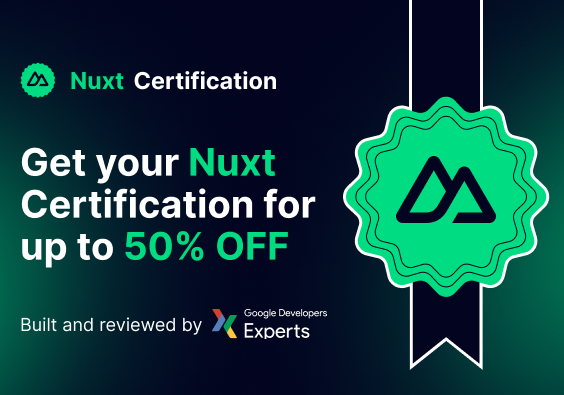 Nuxt Certification
Get your Nuxt
Certification for
up to 50% OFF
Built and reviewed by
Google Developers
Experts